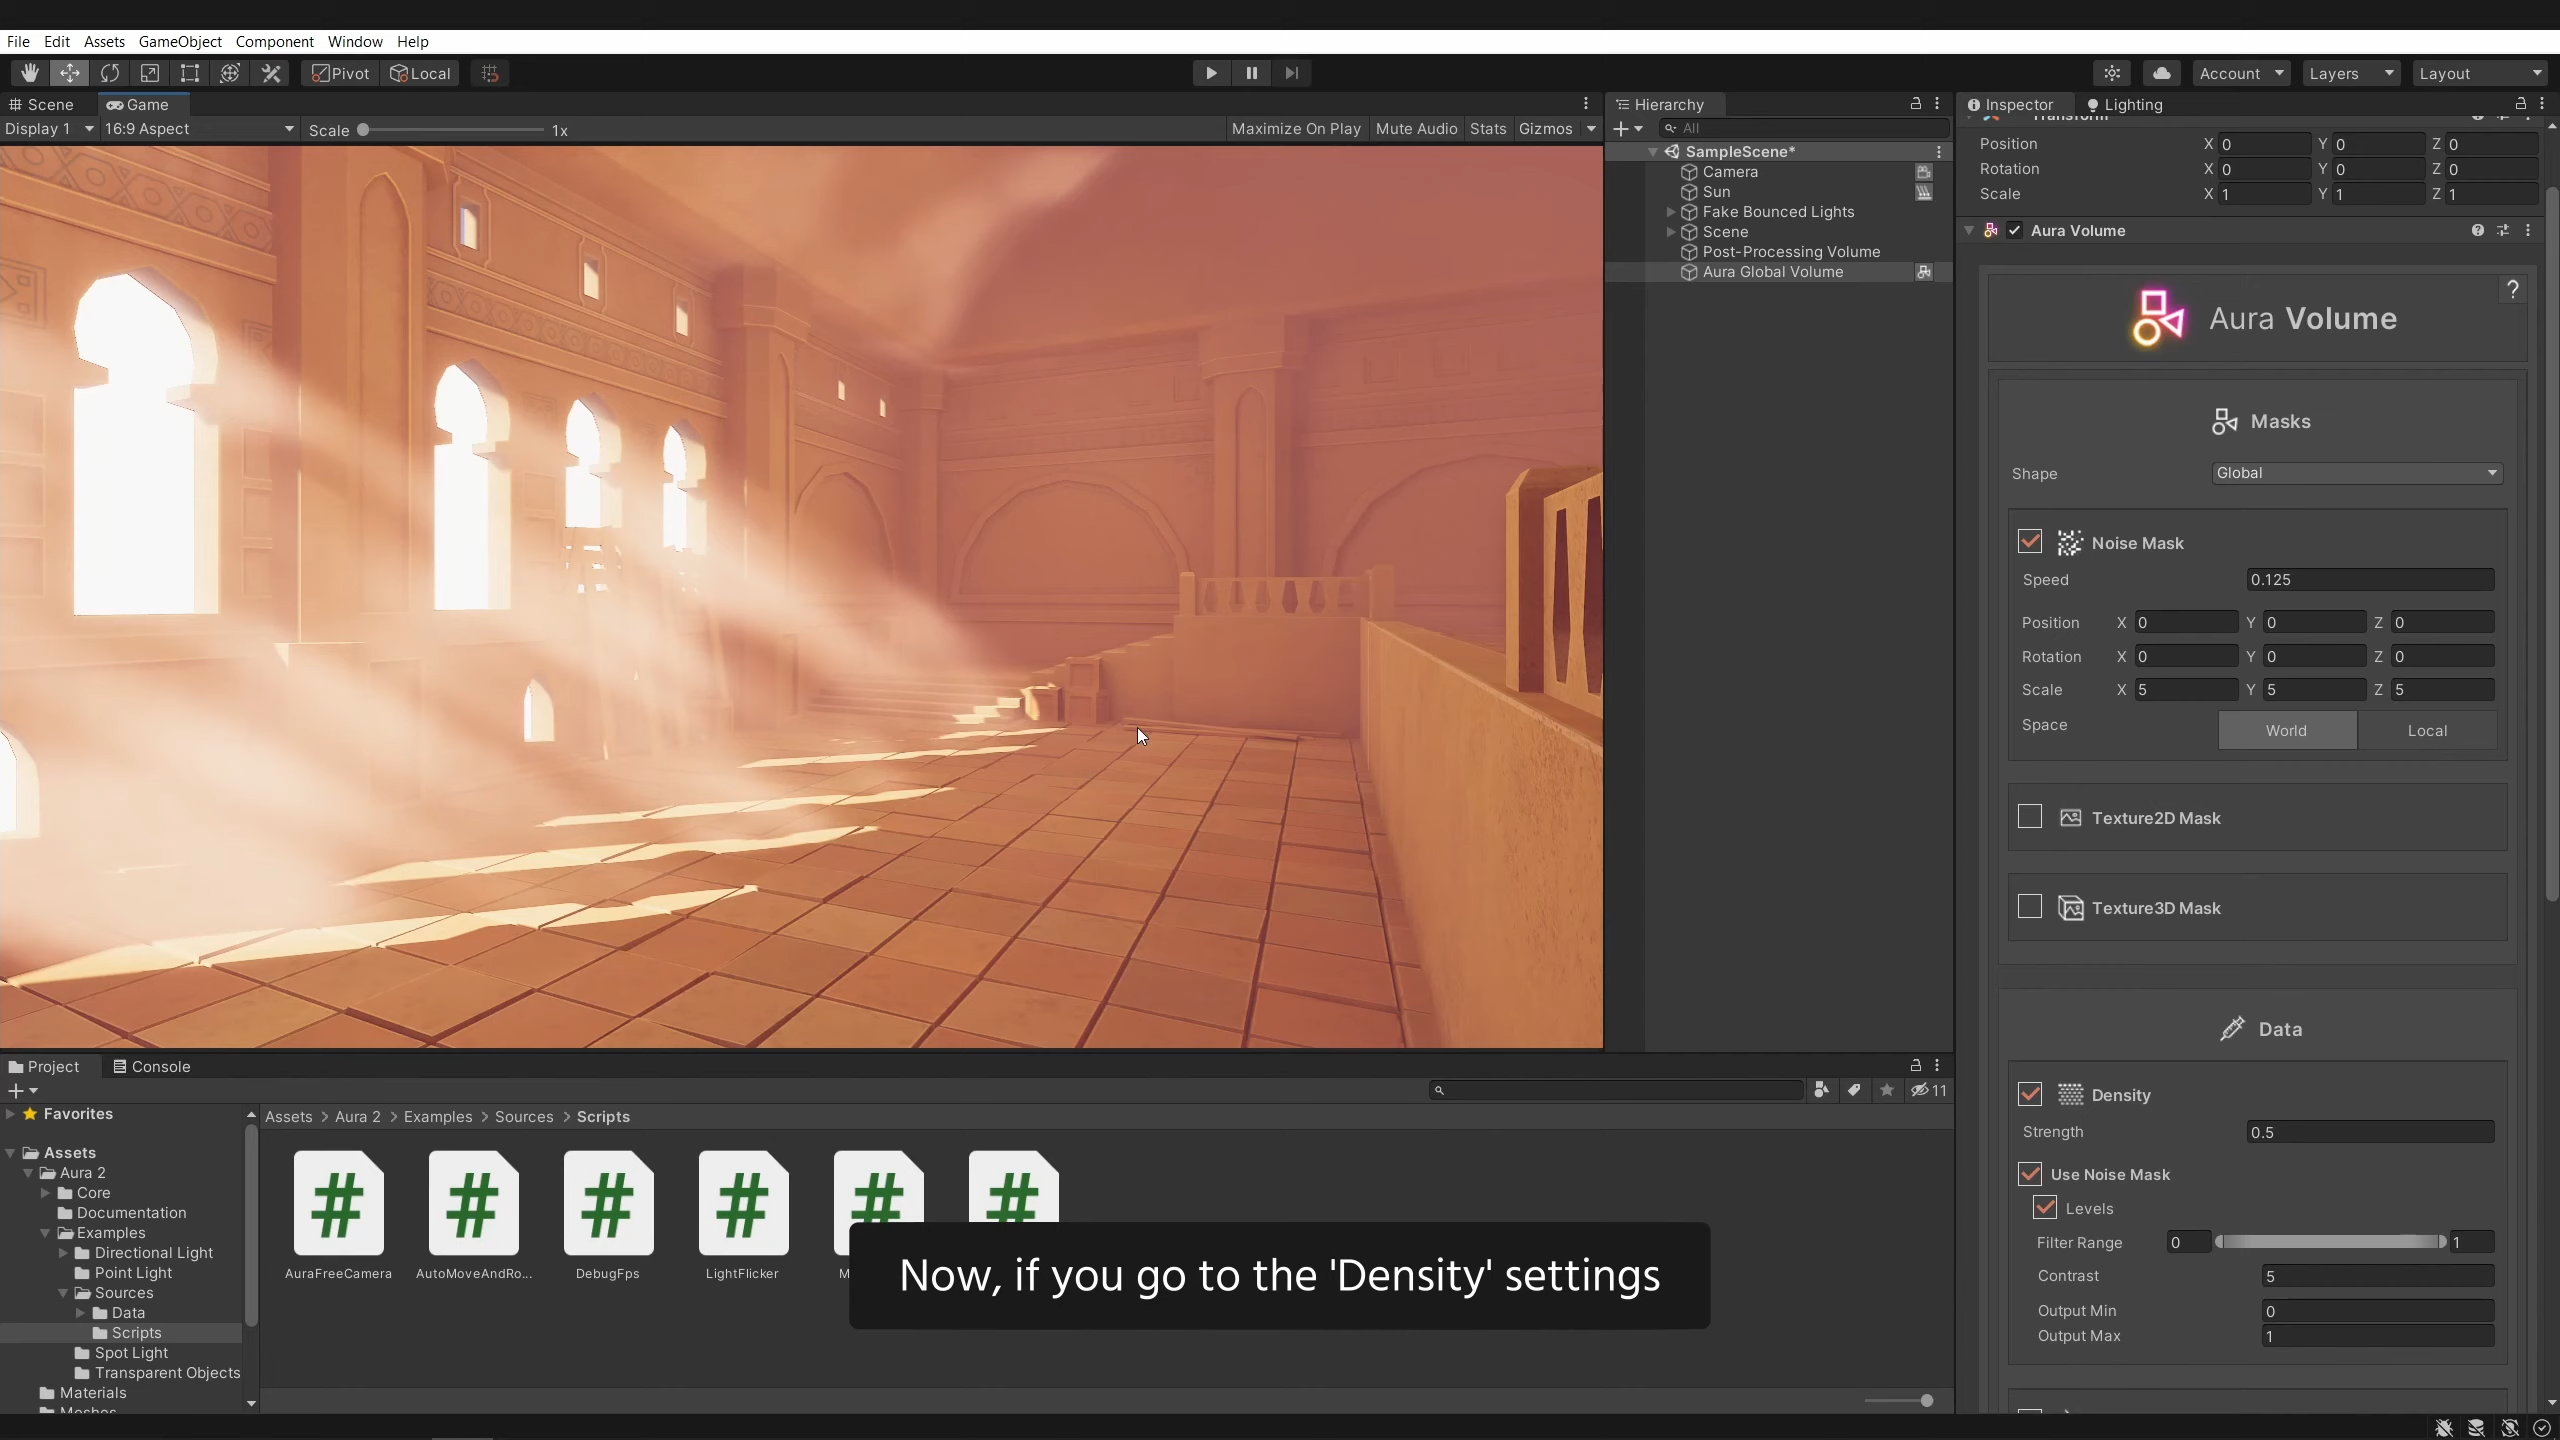 File Edit Assets GameObject Component Window Help
Pivot Local Account Layers Layout
Scene Game
Display 1 16:9 Aspect Scale 1x Maximize On Play Mute Audio Stats Gizmos
Hierarchy
All
SampleScene*
Camera
Sun
Fake Bounced Lights
Scene
Post-Processing Volume
Aura Global Volume
Inspector Lighting
Transform
Position X 0 Y 0 Z 0
Rotation X 0 Y 0 Z 0
Scale X 1 Y 1 Z 1
Aura Volume
Aura Volume ?
Masks
Shape Global
Noise Mask
Speed 0.125
Position X 0 Y 0 Z 0
Rotation X 0 Y 0 Z 0
Scale X 5 Y 5 Z 5
Space World Local
Texture2D Mask
Texture3D Mask
Data
Density
Strength 0.5
Use Noise Mask
Levels
Filter Range 0 1
Contrast 5
Output Min 0
Output Max 1
Project Console
11
Favorites
Assets
Aura 2
Core
Documentation
Examples
Directional Light
Point Light
Sources
Data
Scripts
Spot Light
Transparent Objects
Materials
Meshes
Assets > Aura 2 > Examples > Sources > Scripts
AuraFreeCamera AutoMoveAndRo... DebugFps LightFlicker
Now, if you go to the 'Density' settings